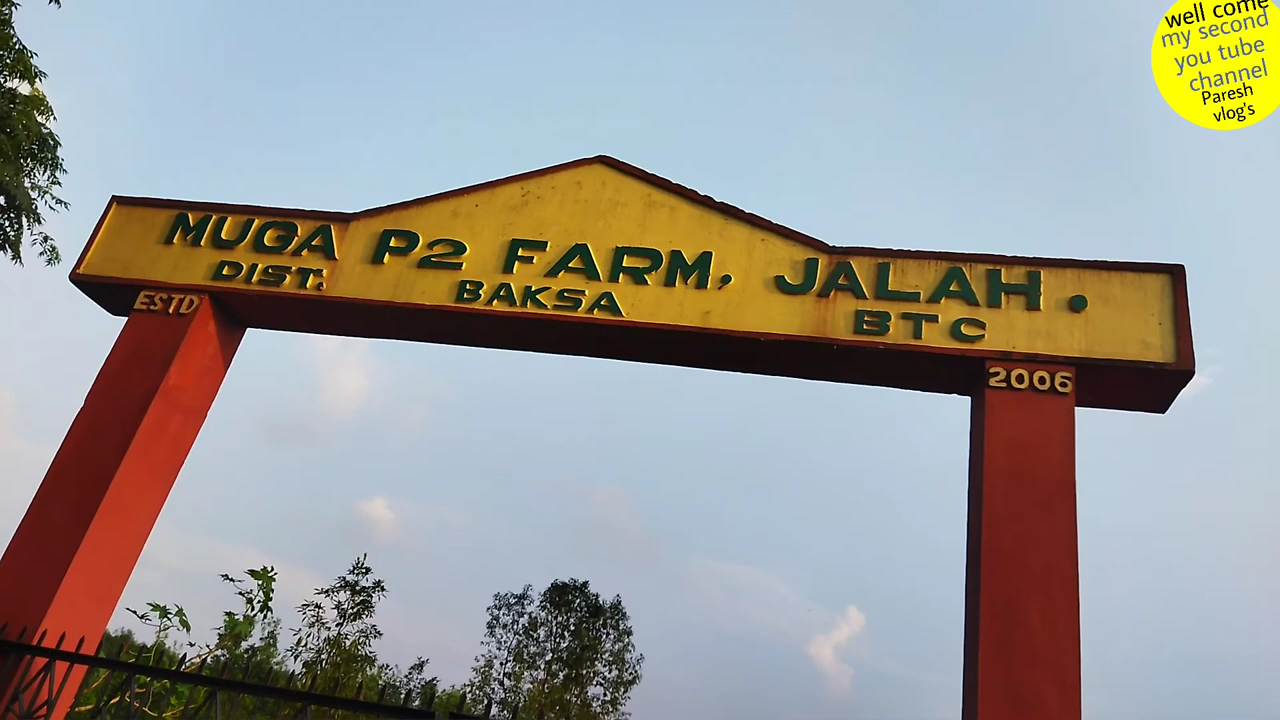 MUGA P2 FARM, JALAH.
DIST. BAKSA BTC
ESTD 2006
well come
my second
you tube
channel
Paresh
vlog's